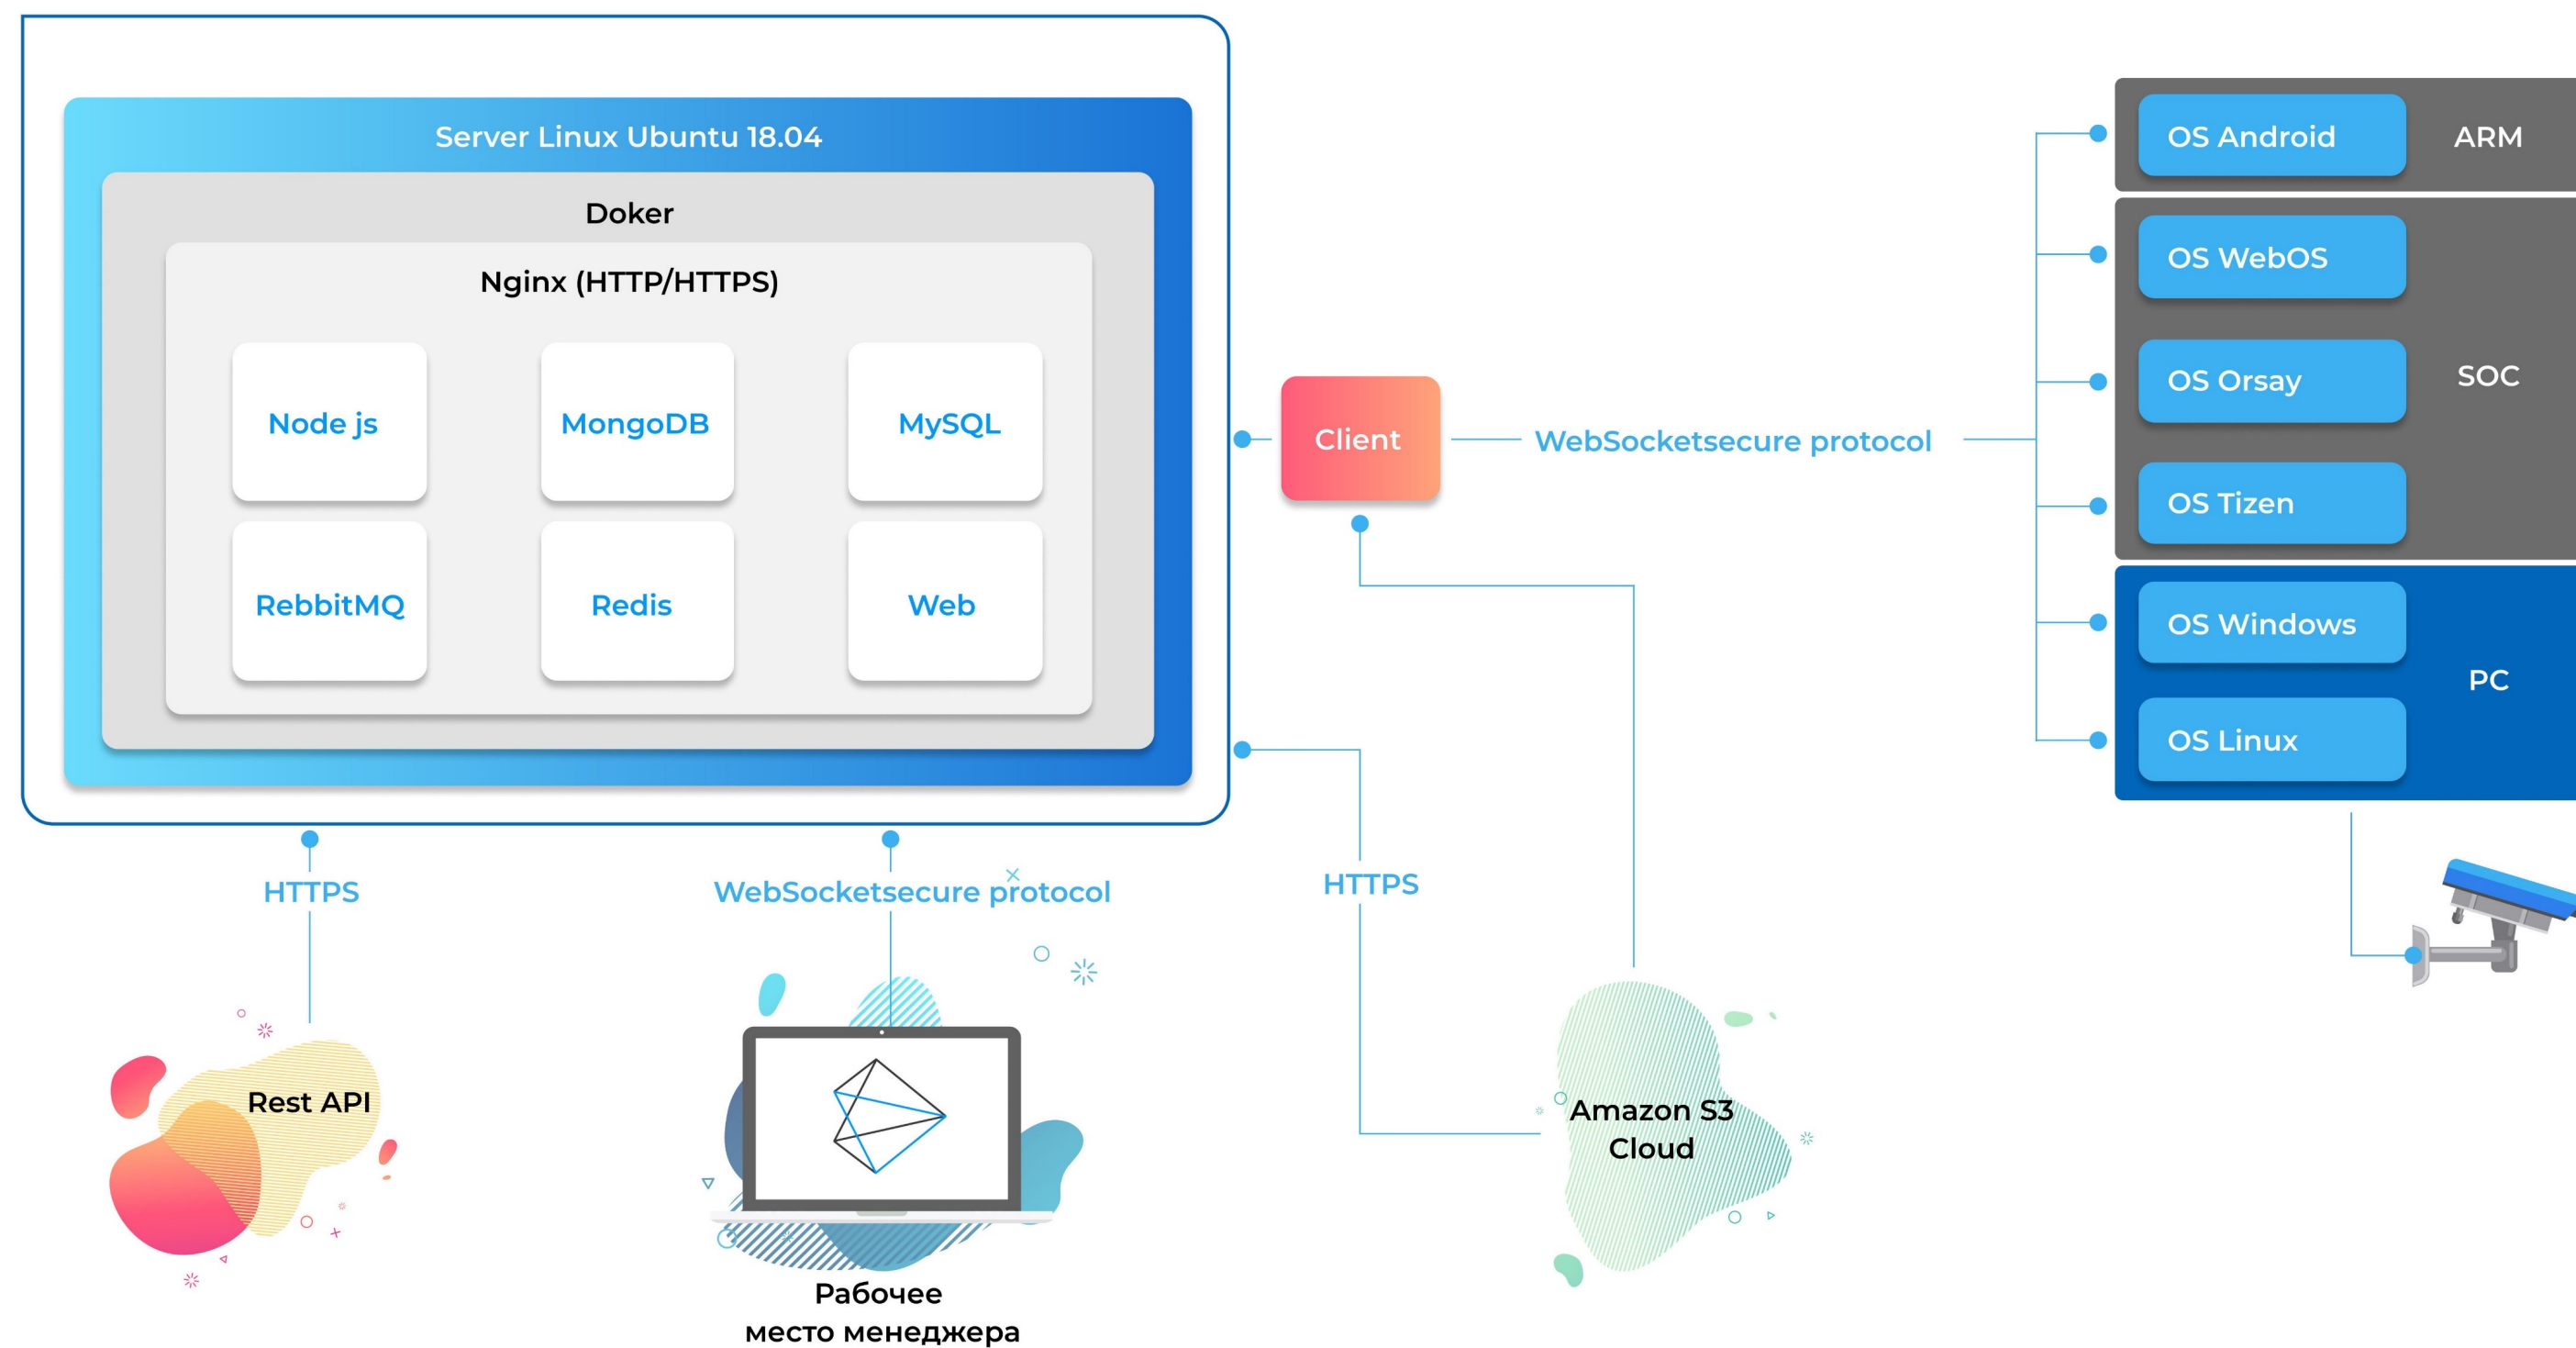 Server Linux Ubuntu 18.04
Doker
Nginx (HTTP/HTTPS)
Node js
MongoDB
MySQL
RebbitMQ
Redis
Web
Client
WebSocketsecure protocol
OS Android
ARM
OS WebOS
OS Orsay
SOC
OS Tizen
OS Windows
PC
OS Linux
HTTPS
WebSocketsecure protocol
HTTPS
Rest API
Amazon S3
Cloud
Рабочее
место менеджера